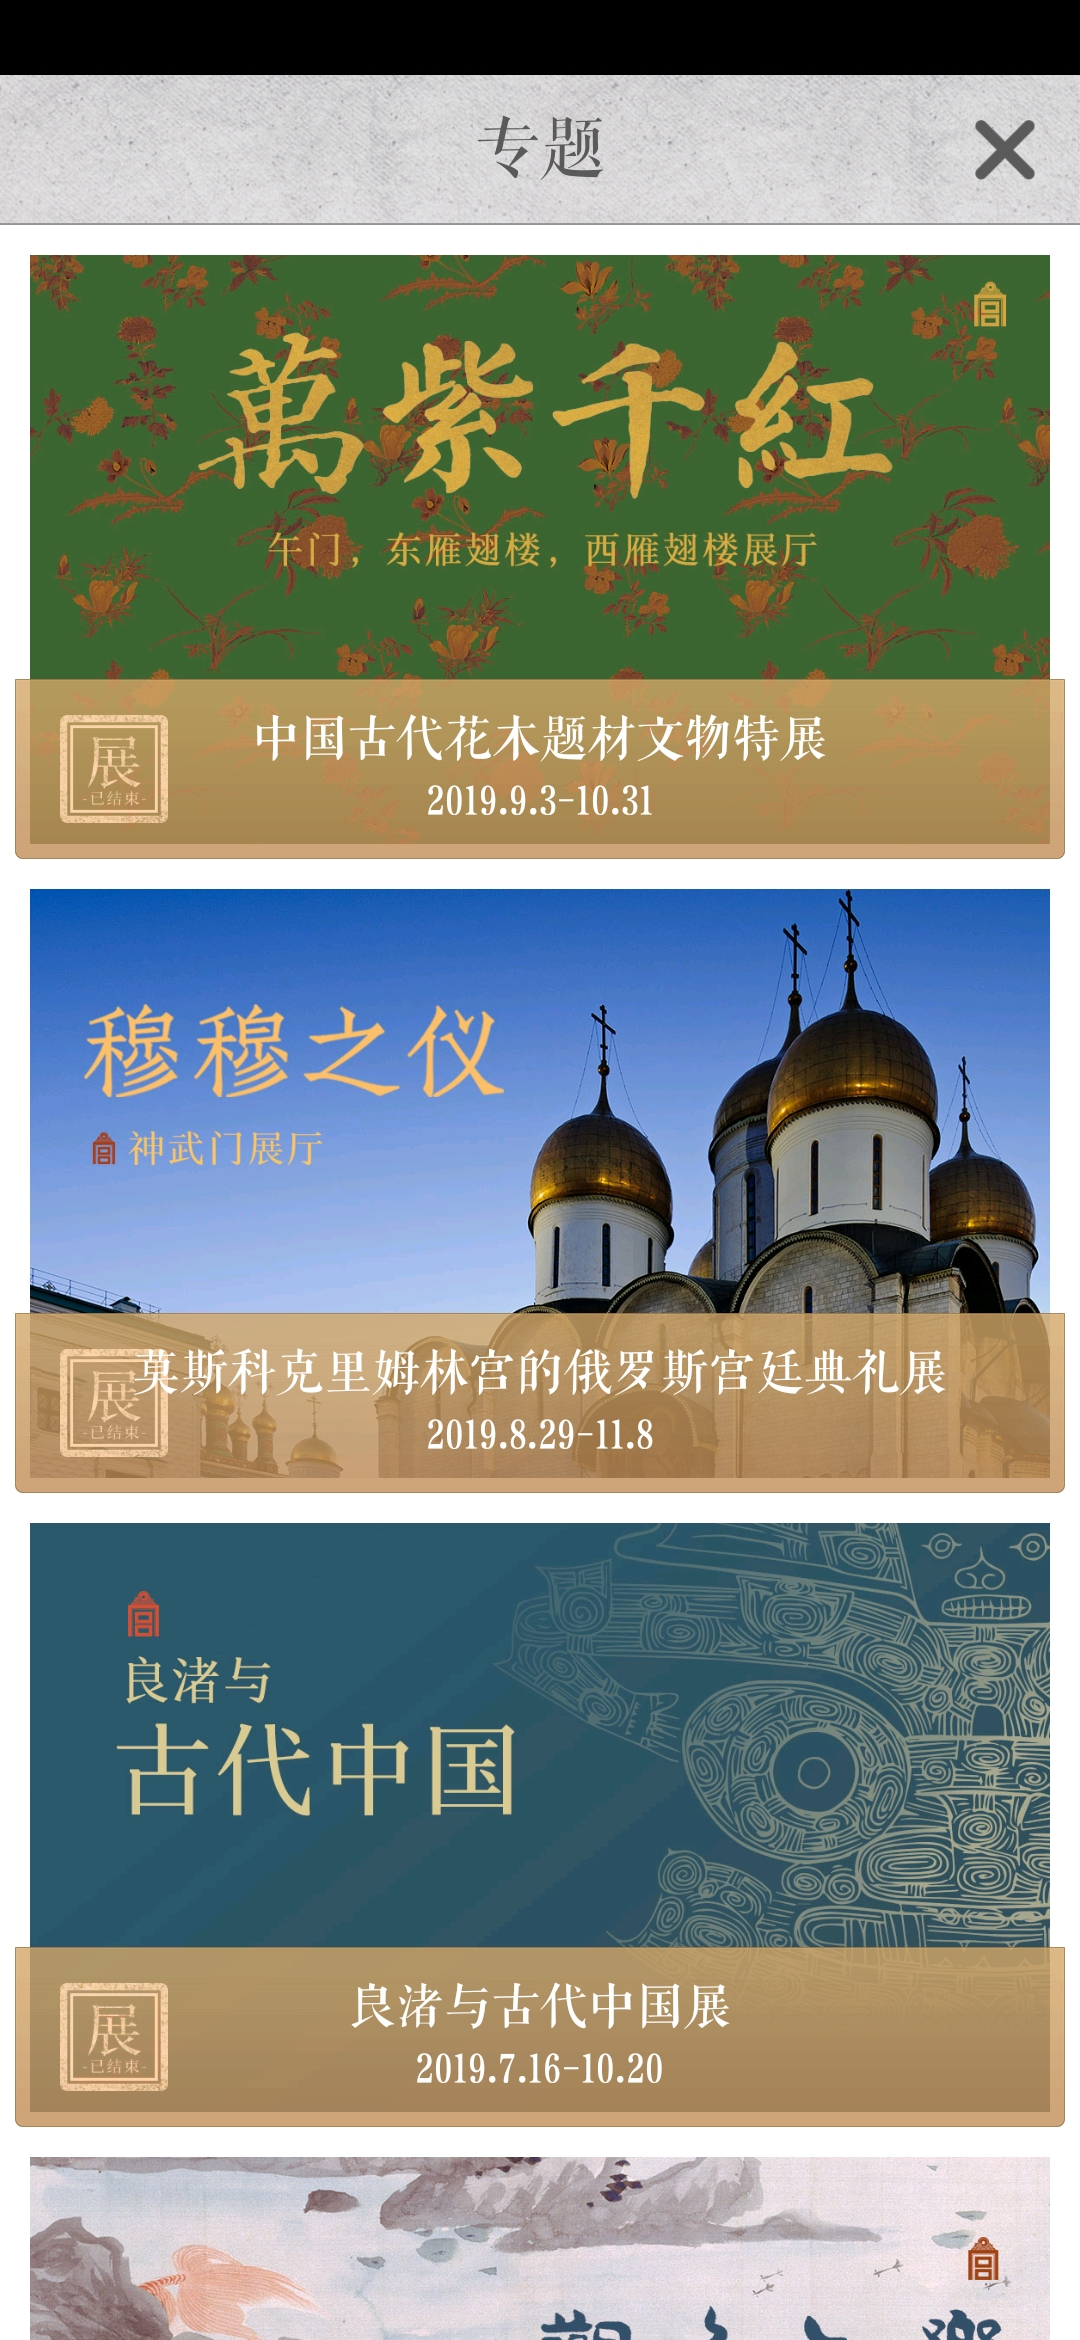 专题
萬紫千紅
午门，东雁翅楼，西雁翅楼展厅
中国古代花木题材文物特展
展
-已结束-
2019.9.3-10.31
穆穆之仪
神武门展厅
莫斯科克里姆林宫的俄罗斯宫廷典礼展
展
-已结束-
2019.8.29-11.8
良渚与
古代中国
良渚与古代中国展
展
-已结束-
2019.7.16-10.20